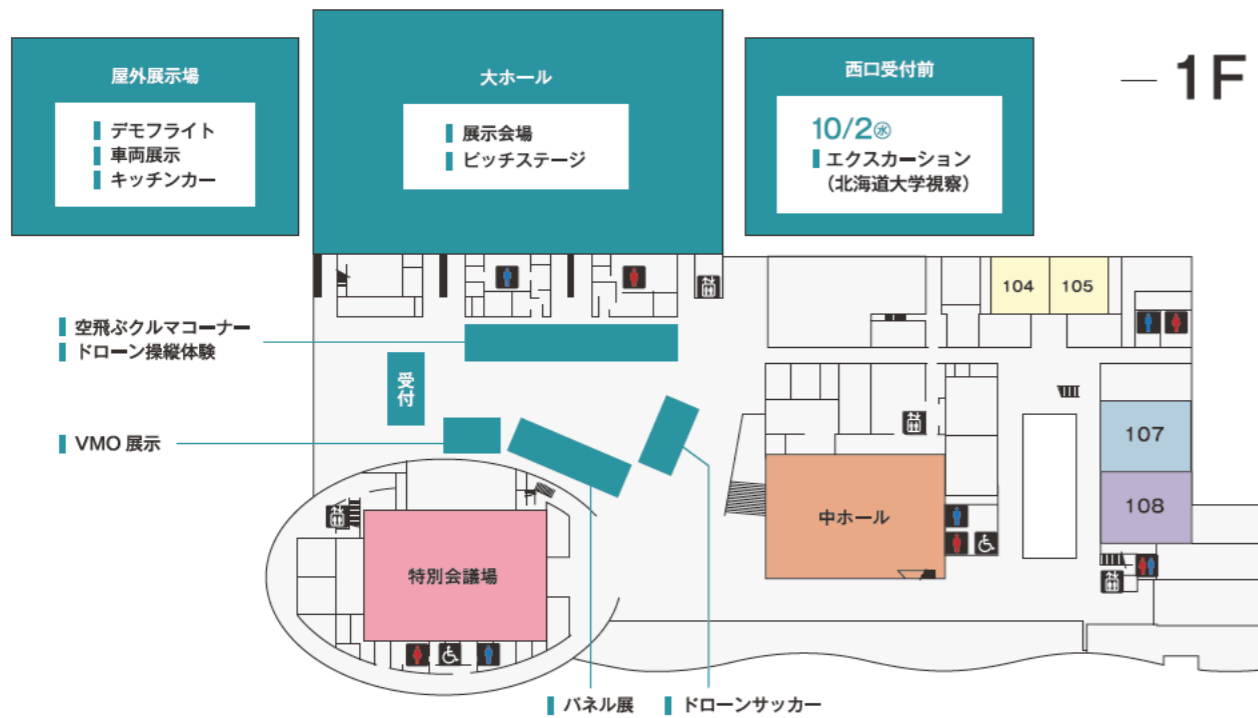 1F
屋外展示場
デモフライト
車両展示
キッチンカー
大ホール
展示会場
ピッチステージ
西口受付前
10/2㊌
エクスカーション
（北海道大学視察）
104
105
空飛ぶクルマコーナー
ドローン操縦体験
受付
VMO 展示
107
108
中ホール
特別会議場
パネル展
ドローンサッカー